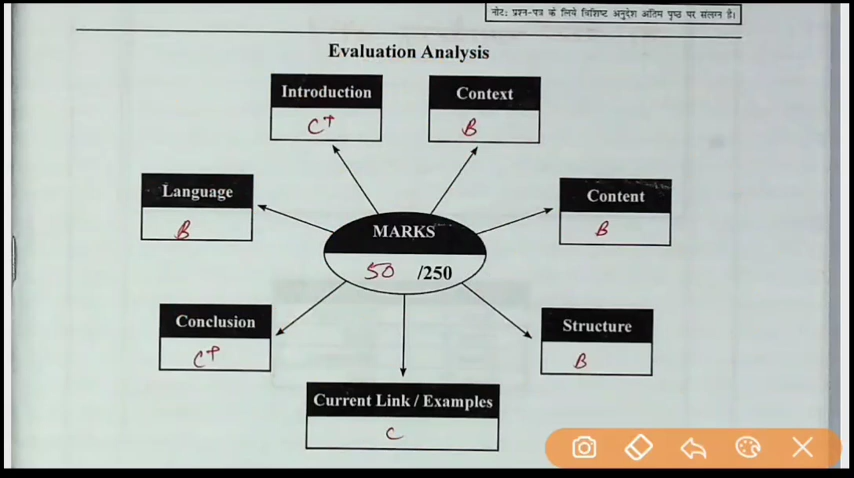 नोट: प्रश्न-पत्र के लिये विशिष्ट अनुदेश अंतिम पृष्ठ पर संलग्न है।
Evaluation Analysis
Introduction
C+
Context
B
Language
B
Content
B
MARKS
50 /250
Conclusion
C+
Structure
B
Current Link / Examples
C